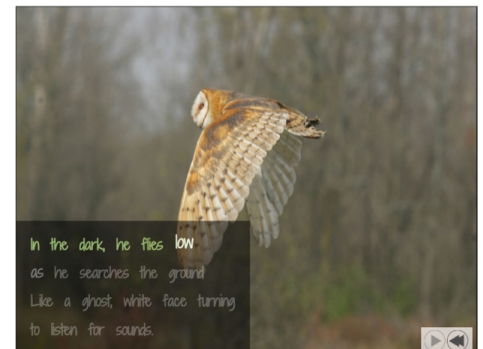 In the dark, he flies low
as he searches the ground
Like a ghost, white face turning
to listen for sounds.